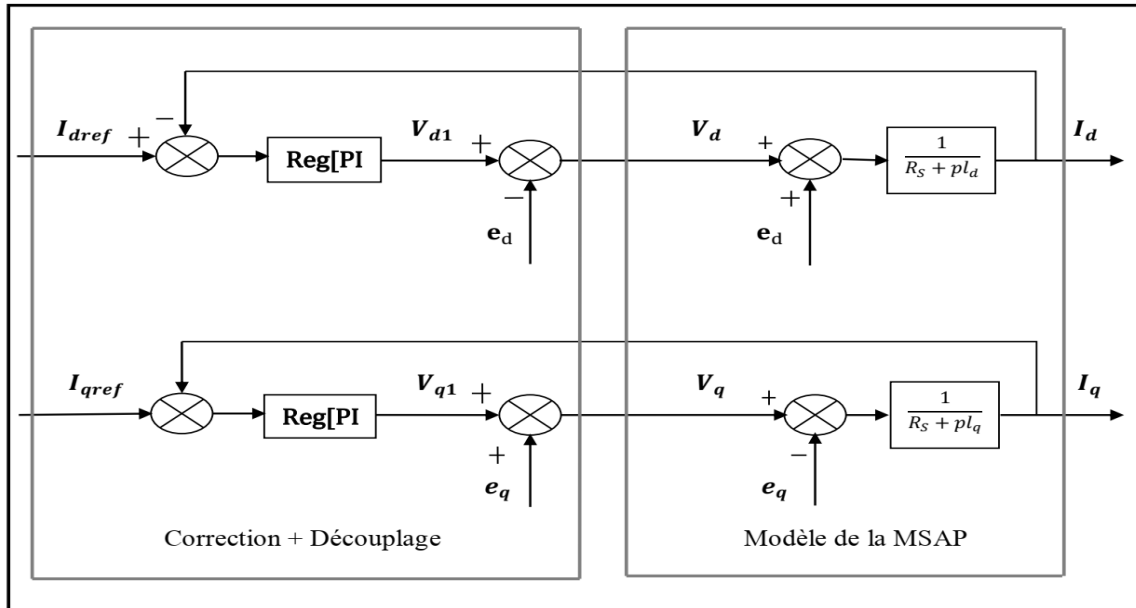 I_dref + − Reg[PI V_d1 + − e_d V_d + + e_d 1/(R_S + pl_d) I_d
I_qref Reg[PI V_q1 + + e_q V_q + − e_q 1/(R_S + pl_q) I_q
Correction + Découplage
Modèle de la MSAP